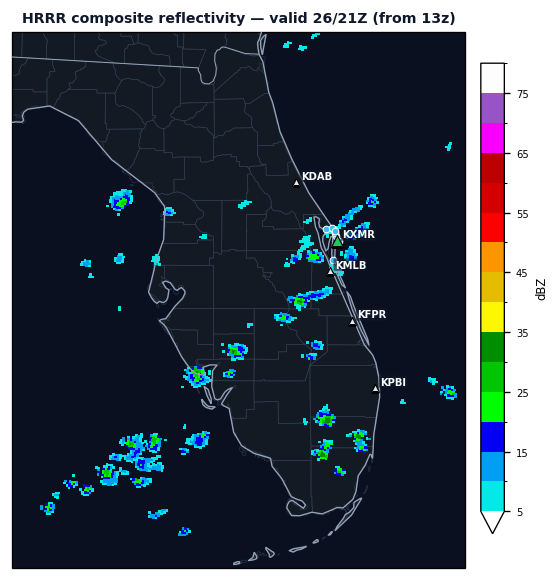 HRRR composite reflectivity — valid 26/21Z (from 13z)
KDAB
KXMR
KMLB
KFPR
KPBI
75
65
55
45
35
25
15
5
dBZ